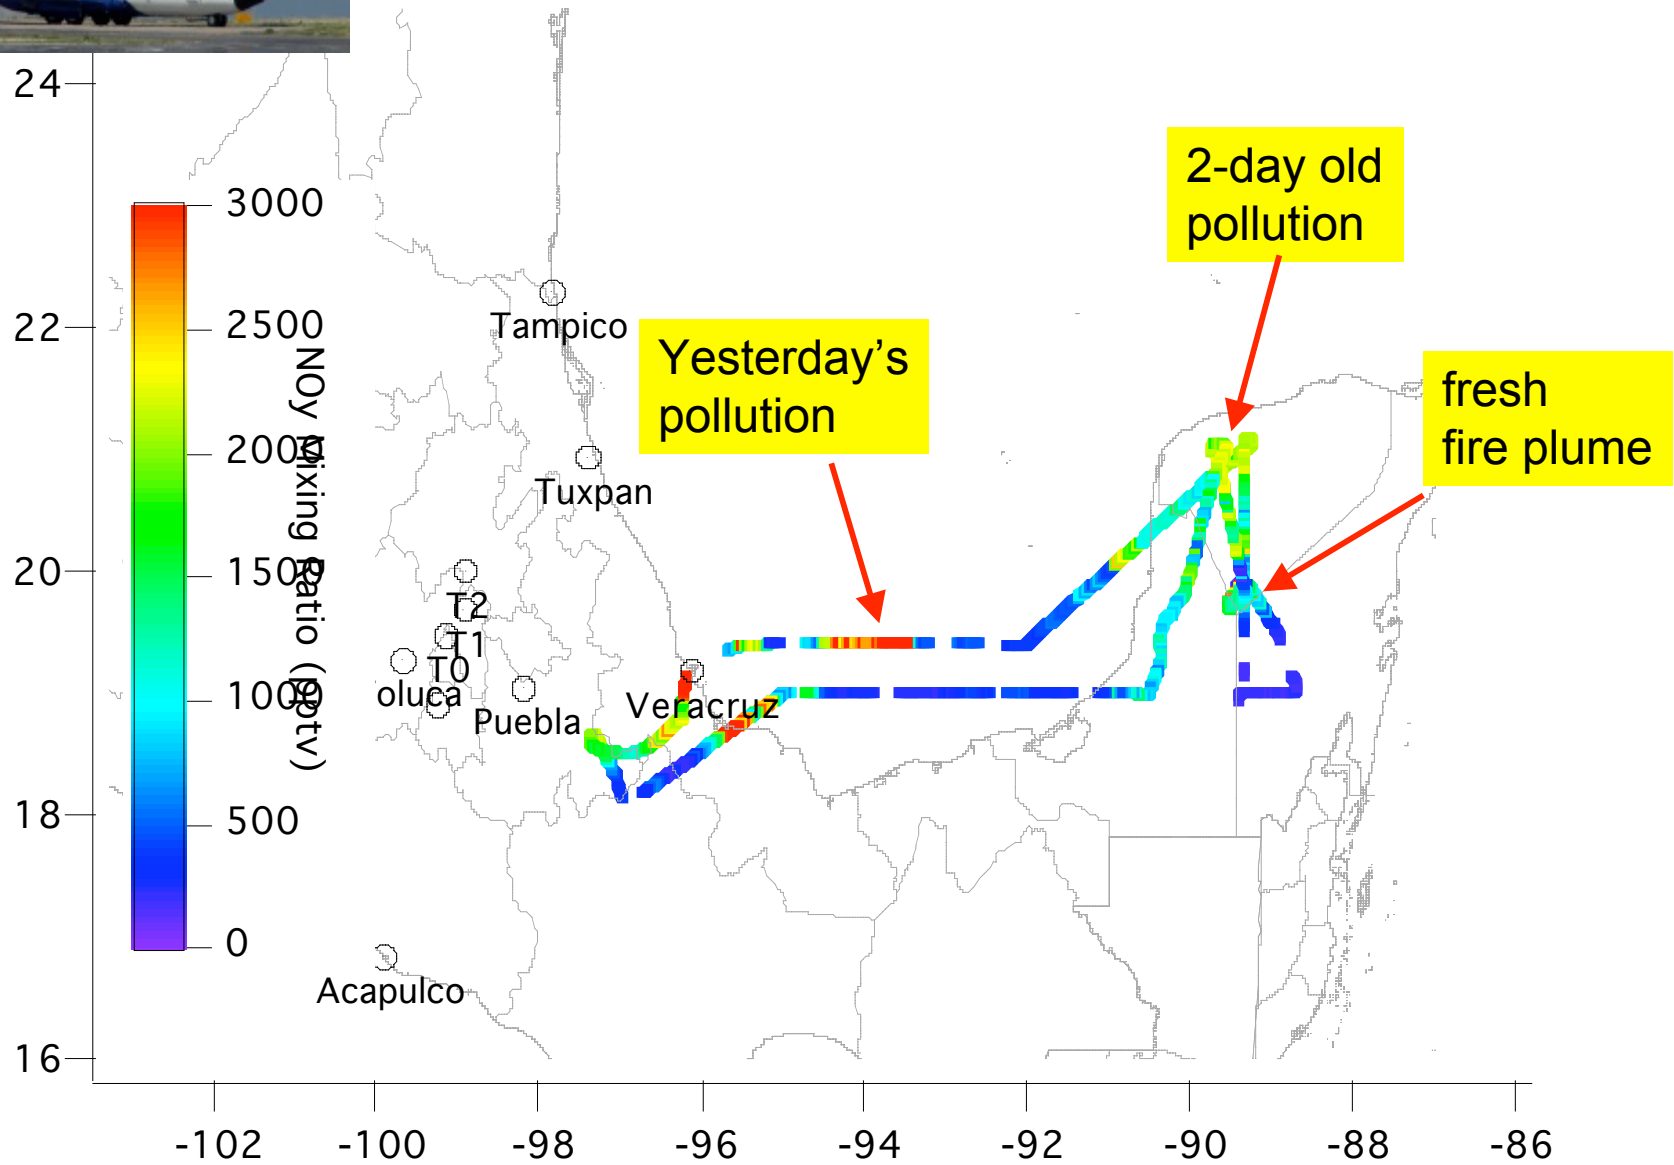 24
22
20
18
16
3000
2500
2000
1500
1000
500
0
NOy Mixing Ratio (pptv)
2-day old
pollution
Yesterday's
pollution
fresh
fire plume
Tampico
Tuxpan
T2
T1
T0
oluca
Puebla
Veracruz
Acapulco
-102
-100
-98
-96
-94
-92
-90
-88
-86